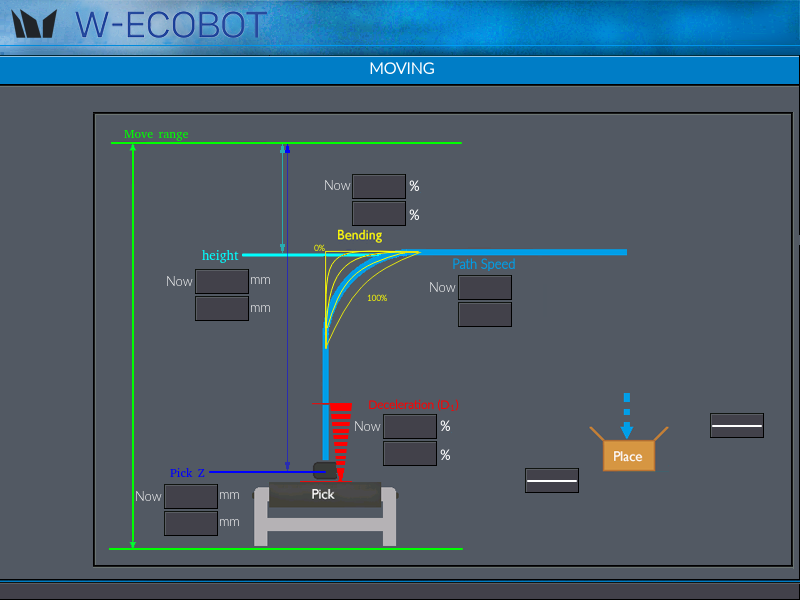 W-ECOBOT
MOVING
Move range
Now %
%
Bending
0%
height
Path Speed
Now mm
Now
mm
100%
Deceleration (D₁)
Now %
%
Pick Z
Now mm
mm
Pick
Place